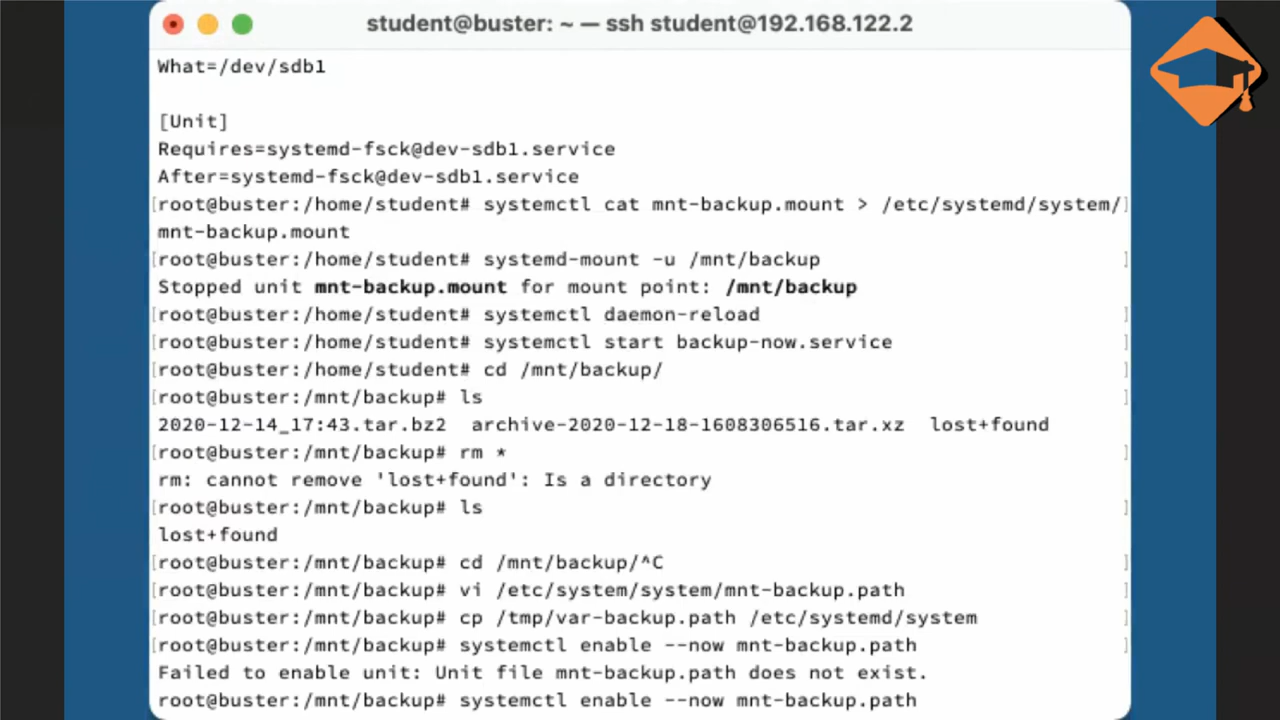 student@buster: ~ — ssh student@192.168.122.2
What=/dev/sdb1
[Unit]
Requires=systemd-fsck@dev-sdb1.service
After=systemd-fsck@dev-sdb1.service
[root@buster:/home/student# systemctl cat mnt-backup.mount > /etc/systemd/system/]
mnt-backup.mount
[root@buster:/home/student# systemd-mount -u /mnt/backup ]
Stopped unit mnt-backup.mount for mount point: /mnt/backup
[root@buster:/home/student# systemctl daemon-reload ]
[root@buster:/home/student# systemctl start backup-now.service ]
[root@buster:/home/student# cd /mnt/backup/ ]
[root@buster:/mnt/backup# ls ]
2020-12-14_17:43.tar.bz2  archive-2020-12-18-1608306516.tar.xz  lost+found
[root@buster:/mnt/backup# rm * ]
rm: cannot remove 'lost+found': Is a directory
[root@buster:/mnt/backup# ls ]
lost+found
[root@buster:/mnt/backup# cd /mnt/backup/^C ]
[root@buster:/mnt/backup# vi /etc/system/system/mnt-backup.path ]
[root@buster:/mnt/backup# cp /tmp/var-backup.path /etc/systemd/system ]
[root@buster:/mnt/backup# systemctl enable --now mnt-backup.path ]
Failed to enable unit: Unit file mnt-backup.path does not exist.
root@buster:/mnt/backup# systemctl enable --now mnt-backup.path